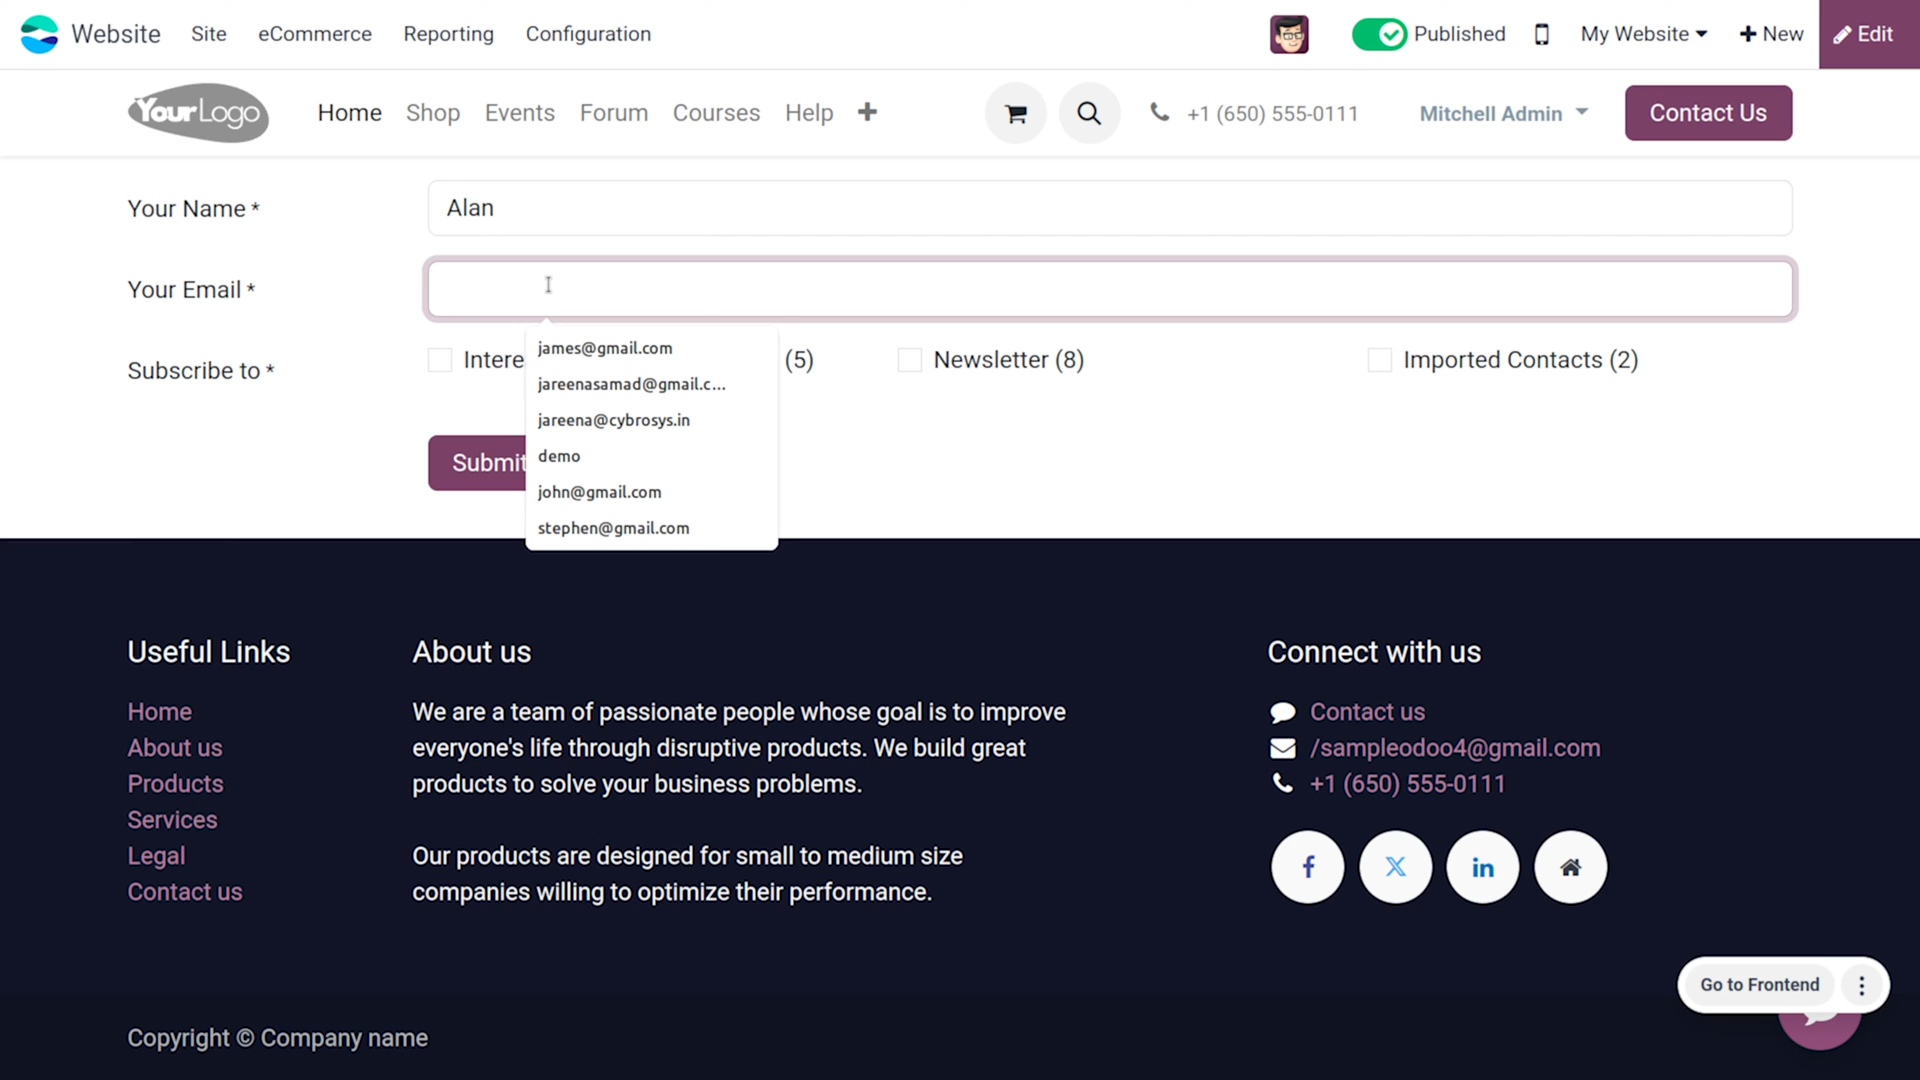 Website Site eCommerce Reporting Configuration Published My Website New Edit
YourLogo Home Shop Events Forum Courses Help +1 (650) 555-0111 Mitchell Admin Contact Us
Your Name * Alan
Your Email *
james@gmail.com
Subscribe to * (5) Newsletter (8) Imported Contacts (2)
jareenasamad@gmail.c...
jareena@cybrosys.in
demo
Submit
john@gmail.com
stephen@gmail.com
Useful Links
Home
About us
Products
Services
Legal
Contact us
About us
We are a team of passionate people whose goal is to improve
everyone's life through disruptive products. We build great
products to solve your business problems.
Our products are designed for small to medium size
companies willing to optimize their performance.
Connect with us
Contact us
/sampleodoo4@gmail.com
+1 (650) 555-0111
Go to Frontend
Copyright © Company name